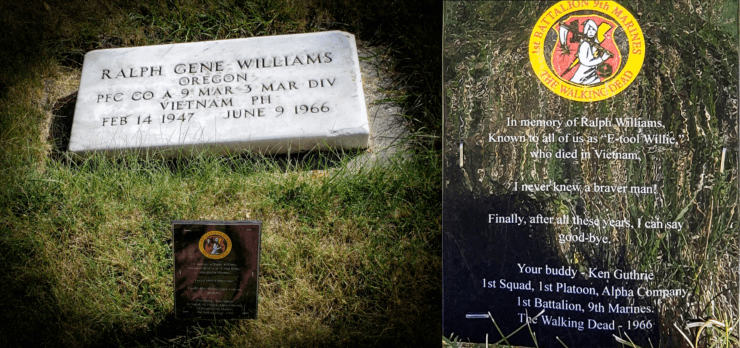 RALPH GENE WILLIAMS
OREGON
PFC CO A 9 MAR 3 MAR DIV
VIETNAM PH
FEB 14 1947 JUNE 9 1966
1st BATTALION 9th MARINES
THE WALKING DEAD
In memory of Ralph Williams,
Known to all of us as "E-tool Willie,
who died in Vietnam,
I never knew a braver man!
Finally, after all these years, I can say
good-bye.
Your buddy - Ken Guthrie
1st Squad, 1st Platoon, Alpha Company,
1st Battalion, 9th Marines.
The Walking Dead - 1966